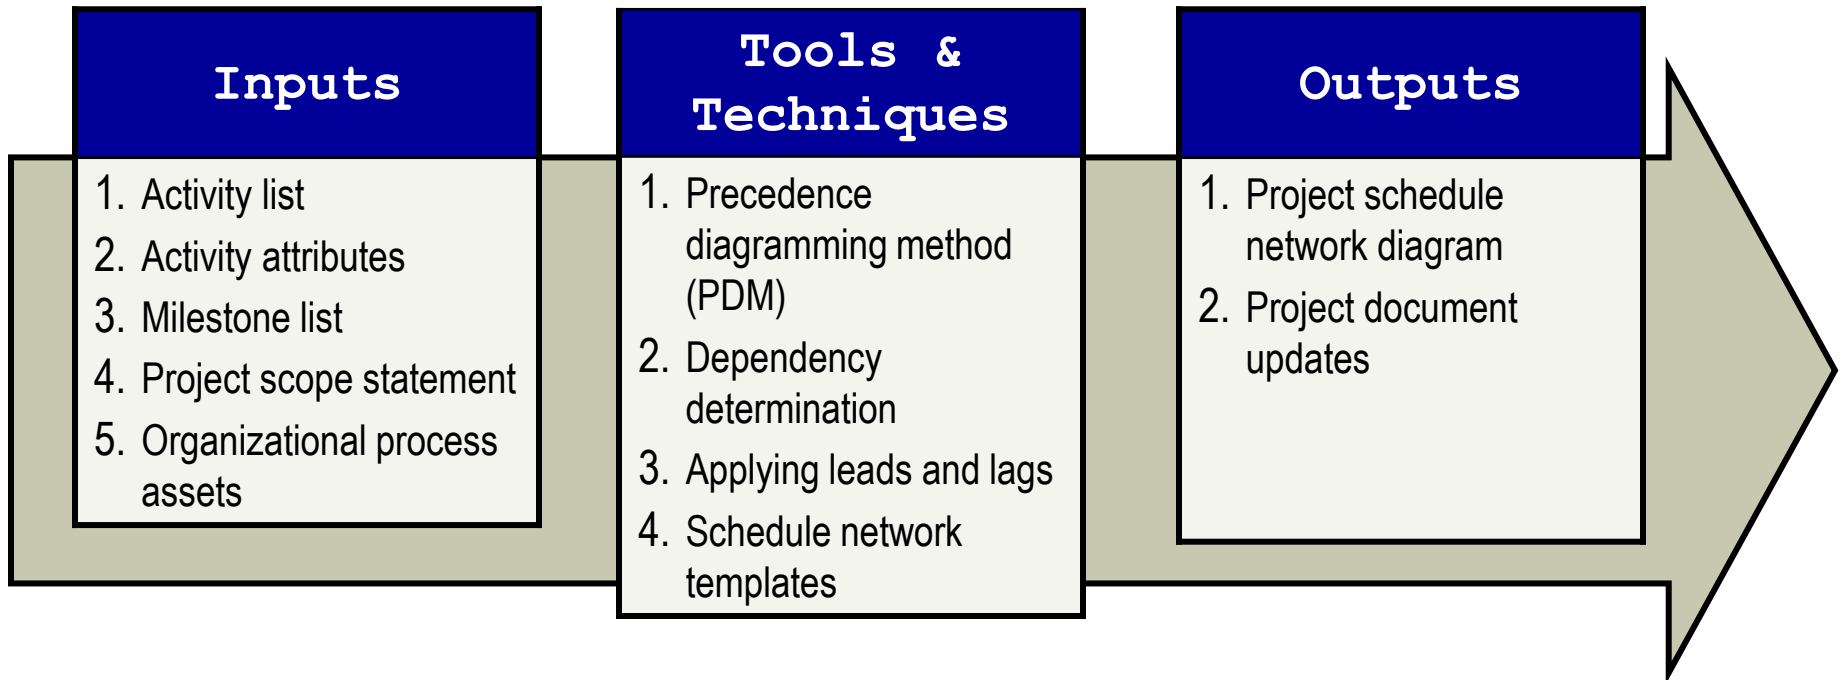 Inputs
1. Activity list
2. Activity attributes
3. Milestone list
4. Project scope statement
5. Organizational process
assets
Tools &
Techniques
1. Precedence
diagramming method
(PDM)
2. Dependency
determination
3. Applying leads and lags
4. Schedule network
templates
Outputs
1. Project schedule
network diagram
2. Project document
updates